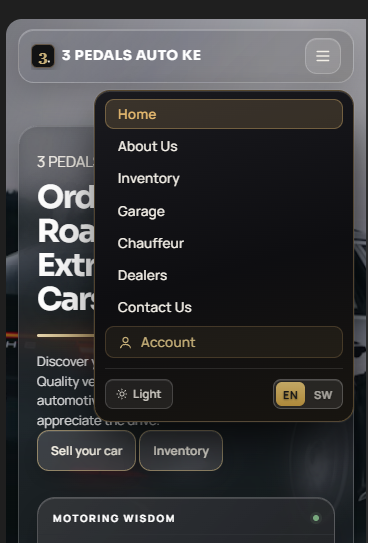 3.
3 PEDALS AUTO KE
Home
About Us
Inventory
Garage
Chauffeur
Dealers
Contact Us
Account
Light
EN SW
3 PEDAL
Ord
Roa
Extr
Cars
Discover
Quality ve
automotiv
appreciate the drive.
Sell your car
Inventory
MOTORING WISDOM